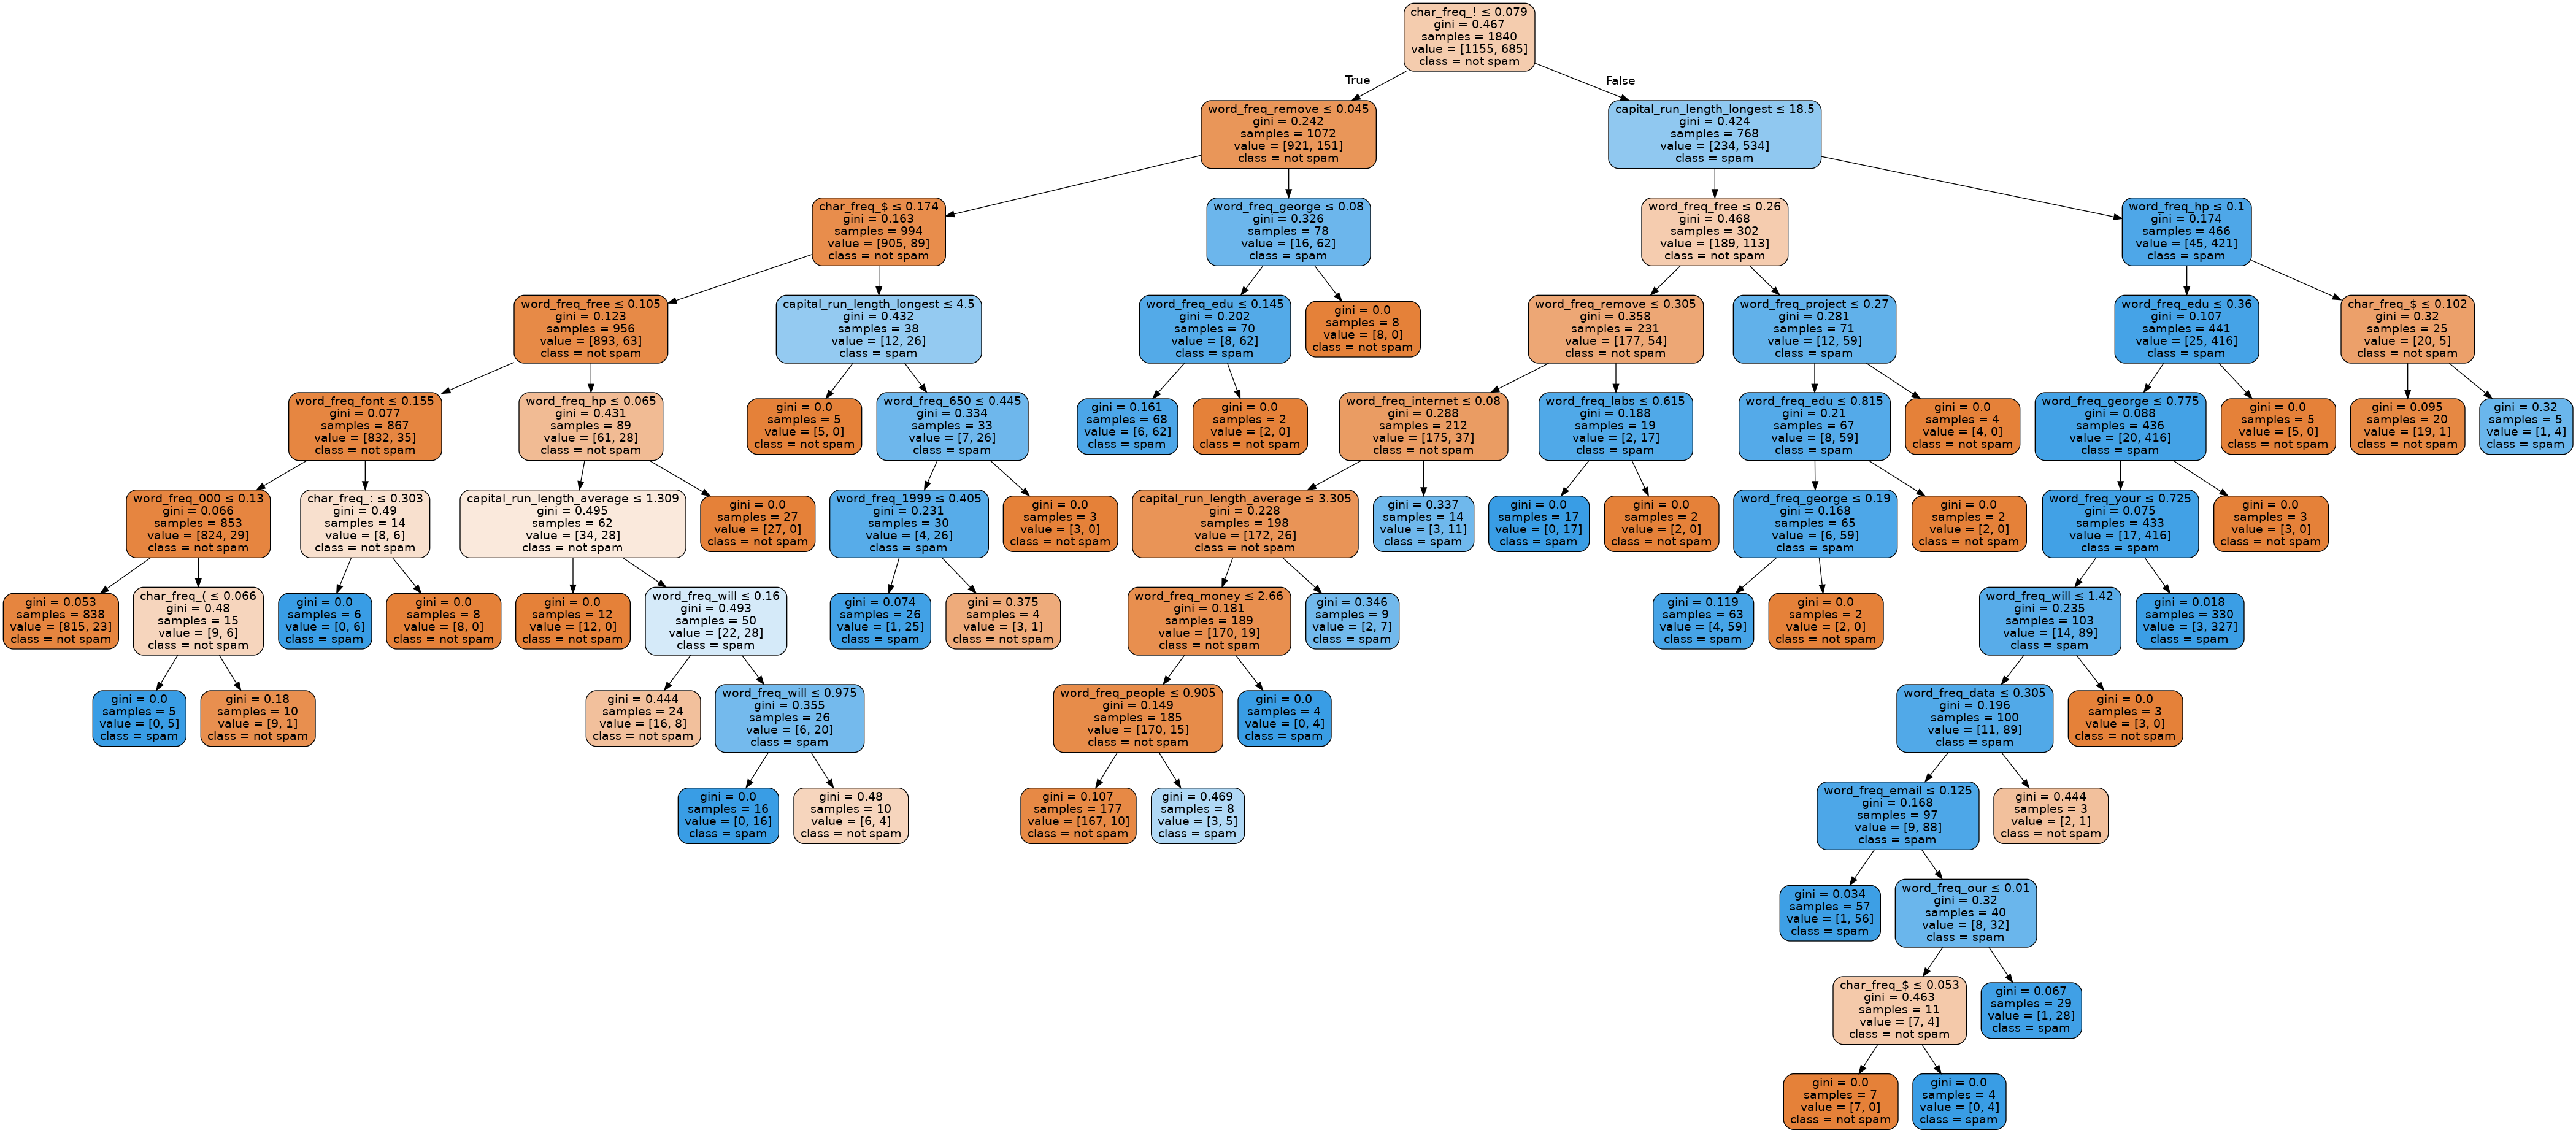 char_freq_! ≤ 0.079
gini = 0.467
samples = 1840
value = [1155, 685]
class = not spam
True
False
word_freq_remove ≤ 0.045
gini = 0.242
samples = 1072
value = [921, 151]
class = not spam
capital_run_length_longest ≤ 18.5
gini = 0.424
samples = 768
value = [234, 534]
class = spam
char_freq_$ ≤ 0.174
gini = 0.163
samples = 994
value = [905, 89]
class = not spam
word_freq_george ≤ 0.08
gini = 0.326
samples = 78
value = [16, 62]
class = spam
word_freq_free ≤ 0.26
gini = 0.468
samples = 302
value = [189, 113]
class = not spam
word_freq_hp ≤ 0.1
gini = 0.174
samples = 466
value = [45, 421]
class = spam
word_freq_free ≤ 0.105
gini = 0.123
samples = 956
value = [893, 63]
class = not spam
capital_run_length_longest ≤ 4.5
gini = 0.432
samples = 38
value = [12, 26]
class = spam
word_freq_edu ≤ 0.145
gini = 0.202
samples = 70
value = [8, 62]
class = spam
gini = 0.0
samples = 8
value = [8, 0]
class = not spam
word_freq_remove ≤ 0.305
gini = 0.358
samples = 231
value = [177, 54]
class = not spam
word_freq_project ≤ 0.27
gini = 0.281
samples = 71
value = [12, 59]
class = spam
word_freq_edu ≤ 0.36
gini = 0.107
samples = 441
value = [25, 416]
class = spam
char_freq_$ ≤ 0.102
gini = 0.32
samples = 25
value = [20, 5]
class = not spam
word_freq_font ≤ 0.155
gini = 0.077
samples = 867
value = [832, 35]
class = not spam
word_freq_hp ≤ 0.065
gini = 0.431
samples = 89
value = [61, 28]
class = not spam
gini = 0.0
samples = 5
value = [5, 0]
class = not spam
word_freq_650 ≤ 0.445
gini = 0.334
samples = 33
value = [7, 26]
class = spam
gini = 0.161
samples = 68
value = [6, 62]
class = spam
gini = 0.0
samples = 2
value = [2, 0]
class = not spam
word_freq_internet ≤ 0.08
gini = 0.288
samples = 212
value = [175, 37]
class = not spam
word_freq_labs ≤ 0.615
gini = 0.188
samples = 19
value = [2, 17]
class = spam
word_freq_edu ≤ 0.815
gini = 0.21
samples = 67
value = [8, 59]
class = spam
gini = 0.0
samples = 4
value = [4, 0]
class = not spam
word_freq_george ≤ 0.775
gini = 0.088
samples = 436
value = [20, 416]
class = spam
gini = 0.0
samples = 5
value = [5, 0]
class = not spam
gini = 0.095
samples = 20
value = [19, 1]
class = not spam
gini = 0.32
samples = 5
value = [1, 4]
class = spam
word_freq_000 ≤ 0.13
gini = 0.066
samples = 853
value = [824, 29]
class = not spam
char_freq_; ≤ 0.303
gini = 0.49
samples = 14
value = [8, 6]
class = not spam
capital_run_length_average ≤ 1.309
gini = 0.495
samples = 62
value = [34, 28]
class = not spam
gini = 0.0
samples = 27
value = [27, 0]
class = not spam
word_freq_1999 ≤ 0.405
gini = 0.231
samples = 30
value = [4, 26]
class = spam
gini = 0.0
samples = 3
value = [3, 0]
class = not spam
capital_run_length_average ≤ 3.305
gini = 0.228
samples = 198
value = [172, 26]
class = not spam
gini = 0.337
samples = 14
value = [3, 11]
class = spam
gini = 0.0
samples = 17
value = [0, 17]
class = spam
gini = 0.0
samples = 2
value = [2, 0]
class = not spam
word_freq_george ≤ 0.19
gini = 0.168
samples = 65
value = [6, 59]
class = spam
gini = 0.0
samples = 2
value = [2, 0]
class = not spam
word_freq_your ≤ 0.725
gini = 0.075
samples = 433
value = [17, 416]
class = spam
gini = 0.0
samples = 3
value = [3, 0]
class = not spam
gini = 0.053
samples = 838
value = [815, 23]
class = not spam
char_freq_( ≤ 0.066
gini = 0.48
samples = 15
value = [9, 6]
class = not spam
gini = 0.0
samples = 6
value = [0, 6]
class = spam
gini = 0.0
samples = 8
value = [8, 0]
class = not spam
gini = 0.0
samples = 12
value = [12, 0]
class = not spam
word_freq_will ≤ 0.16
gini = 0.493
samples = 50
value = [22, 28]
class = spam
gini = 0.074
samples = 26
value = [1, 25]
class = spam
gini = 0.375
samples = 4
value = [3, 1]
class = not spam
word_freq_money ≤ 2.66
gini = 0.181
samples = 189
value = [170, 19]
class = not spam
gini = 0.346
samples = 9
value = [2, 7]
class = spam
gini = 0.119
samples = 63
value = [4, 59]
class = spam
gini = 0.0
samples = 2
value = [2, 0]
class = not spam
word_freq_will ≤ 1.42
gini = 0.235
samples = 103
value = [14, 89]
class = spam
gini = 0.018
samples = 330
value = [3, 327]
class = spam
gini = 0.0
samples = 5
value = [0, 5]
class = spam
gini = 0.18
samples = 10
value = [9, 1]
class = not spam
gini = 0.444
samples = 24
value = [16, 8]
class = not spam
word_freq_will ≤ 0.975
gini = 0.355
samples = 26
value = [6, 20]
class = spam
word_freq_people ≤ 0.905
gini = 0.149
samples = 185
value = [170, 15]
class = not spam
gini = 0.0
samples = 4
value = [0, 4]
class = spam
word_freq_data ≤ 0.305
gini = 0.196
samples = 100
value = [11, 89]
class = spam
gini = 0.0
samples = 3
value = [3, 0]
class = not spam
gini = 0.0
samples = 16
value = [0, 16]
class = spam
gini = 0.48
samples = 10
value = [6, 4]
class = not spam
gini = 0.107
samples = 177
value = [167, 10]
class = not spam
gini = 0.469
samples = 8
value = [3, 5]
class = spam
word_freq_email ≤ 0.125
gini = 0.168
samples = 97
value = [9, 88]
class = spam
gini = 0.444
samples = 3
value = [2, 1]
class = not spam
gini = 0.034
samples = 57
value = [1, 56]
class = spam
word_freq_our ≤ 0.01
gini = 0.32
samples = 40
value = [8, 32]
class = spam
char_freq_$ ≤ 0.053
gini = 0.463
samples = 11
value = [7, 4]
class = not spam
gini = 0.067
samples = 29
value = [1, 28]
class = spam
gini = 0.0
samples = 7
value = [7, 0]
class = not spam
gini = 0.0
samples = 4
value = [0, 4]
class = spam